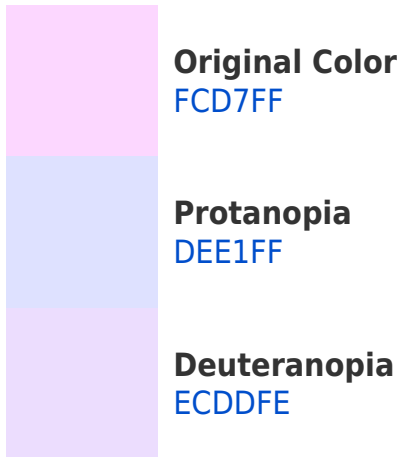 Original Color
FCD7FF
Protanopia
DEE1FF
Deuteranopia
ECDDFE